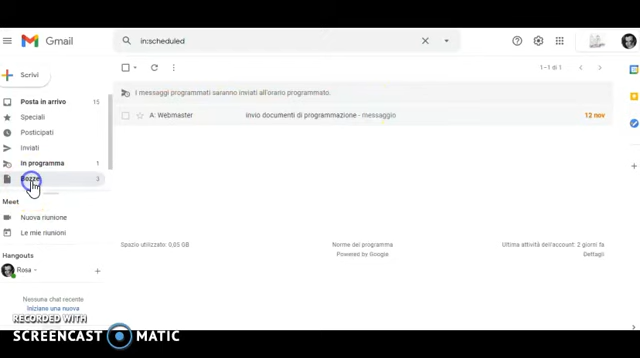 Gmail
in:scheduled
Scrivi
1–1 di 1
I messaggi programmati saranno inviati all'orario programmato.
Posta in arrivo 15
A: Webmaster invio documenti di programmazione - messaggio 12 nov
Speciali
Posticipati
Inviati
In programma 1
Bozze 3
Meet
Nuova riunione
Le mie riunioni
Spazio utilizzato: 0,05 GB
Norme del programma
Powered by Google
Ultima attività dell'account: 2 giorni fa
Dettagli
Hangouts
Rosa
Nessuna chat recente
Iniziane una nuova
RECORDED WITH
SCREENCAST MATIC